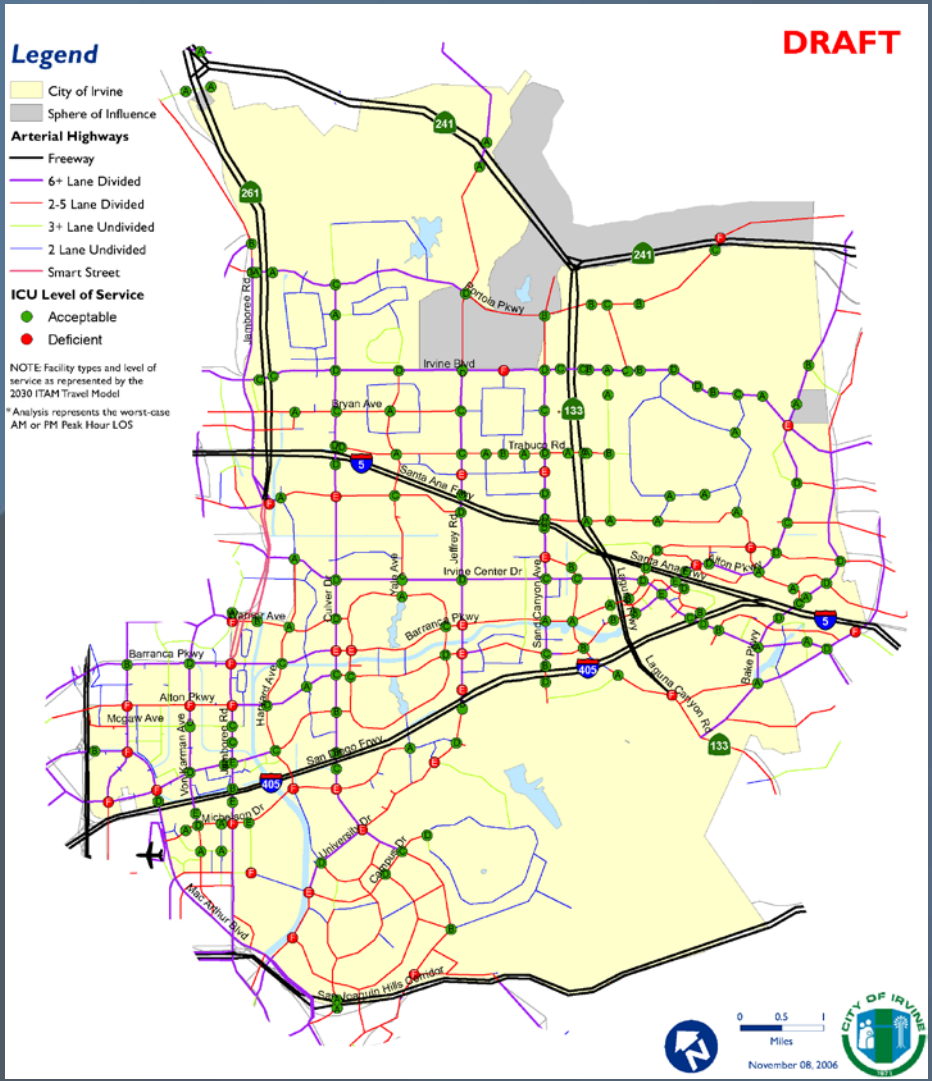 DRAFT
Legend
City of Irvine
Sphere of Influence
Arterial Highways
Freeway
6+ Lane Divided
2-5 Lane Divided
3+ Lane Undivided
2 Lane Undivided
Smart Street
ICU Level of Service
Acceptable
Deficient
NOTE: Facility types and level of
service as represented by the
2030 ITAM Travel Model
* Analysis represents the worst-case
AM or PM Peak Hour LOS
241
261
241
Portola Pkwy
Jamboree Rd
Irvine Blvd
Bryan Ave
133
Trabuco Rd
5
Santa Ana Fwy
Jeffrey Rd
Santa Ana Fwy
Alton Pkwy
Irvine Center Dr
Yale Ave
Culver Dr
Sand Canyon Ave
Laguna Fwy
Warner Ave
Barranca Pkwy
5
Barranca Pkwy
405
Bake Pkwy
Laguna Canyon Rd
Harvard Ave
Alton Pkwy
Mcgaw Ave
Von Karman Ave
Jamboree Rd
San Diego Fwy
133
405
Michelson Dr
University Dr
Campus Dr
Mac Arthur Blvd
San Joaquin Hills Corridor
N
0 0.5 1
Miles
November 08, 2006
CITY OF IRVINE
1971